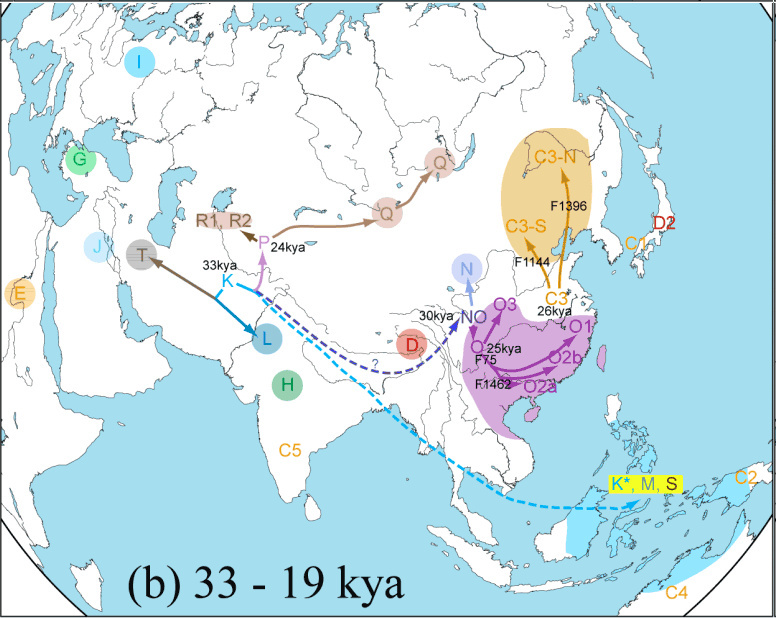 I
G
C3-N
Q
F1396
R1, R2
Q
C3-S
D2
J
P
24kya
C1
T
33kya
F1144
K
N
E
C3
26kya
O3
30kya
NO
O1
L
D
O
25kya
F75
O2b
?
H
F1462
O2a
C5
K*, M, S
C2
(b) 33 - 19 kya
C4